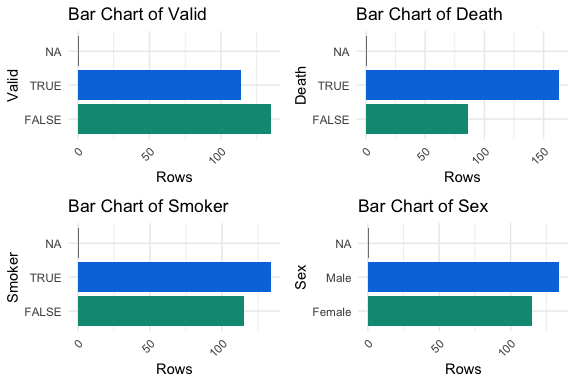 Bar Chart of Valid
Valid
NA
TRUE
FALSE
0
50
100
Rows
Bar Chart of Death
Death
NA
TRUE
FALSE
0
50
100
150
Rows
Bar Chart of Smoker
Smoker
NA
TRUE
FALSE
0
50
100
Rows
Bar Chart of Sex
Sex
NA
Male
Female
0
50
100
Rows